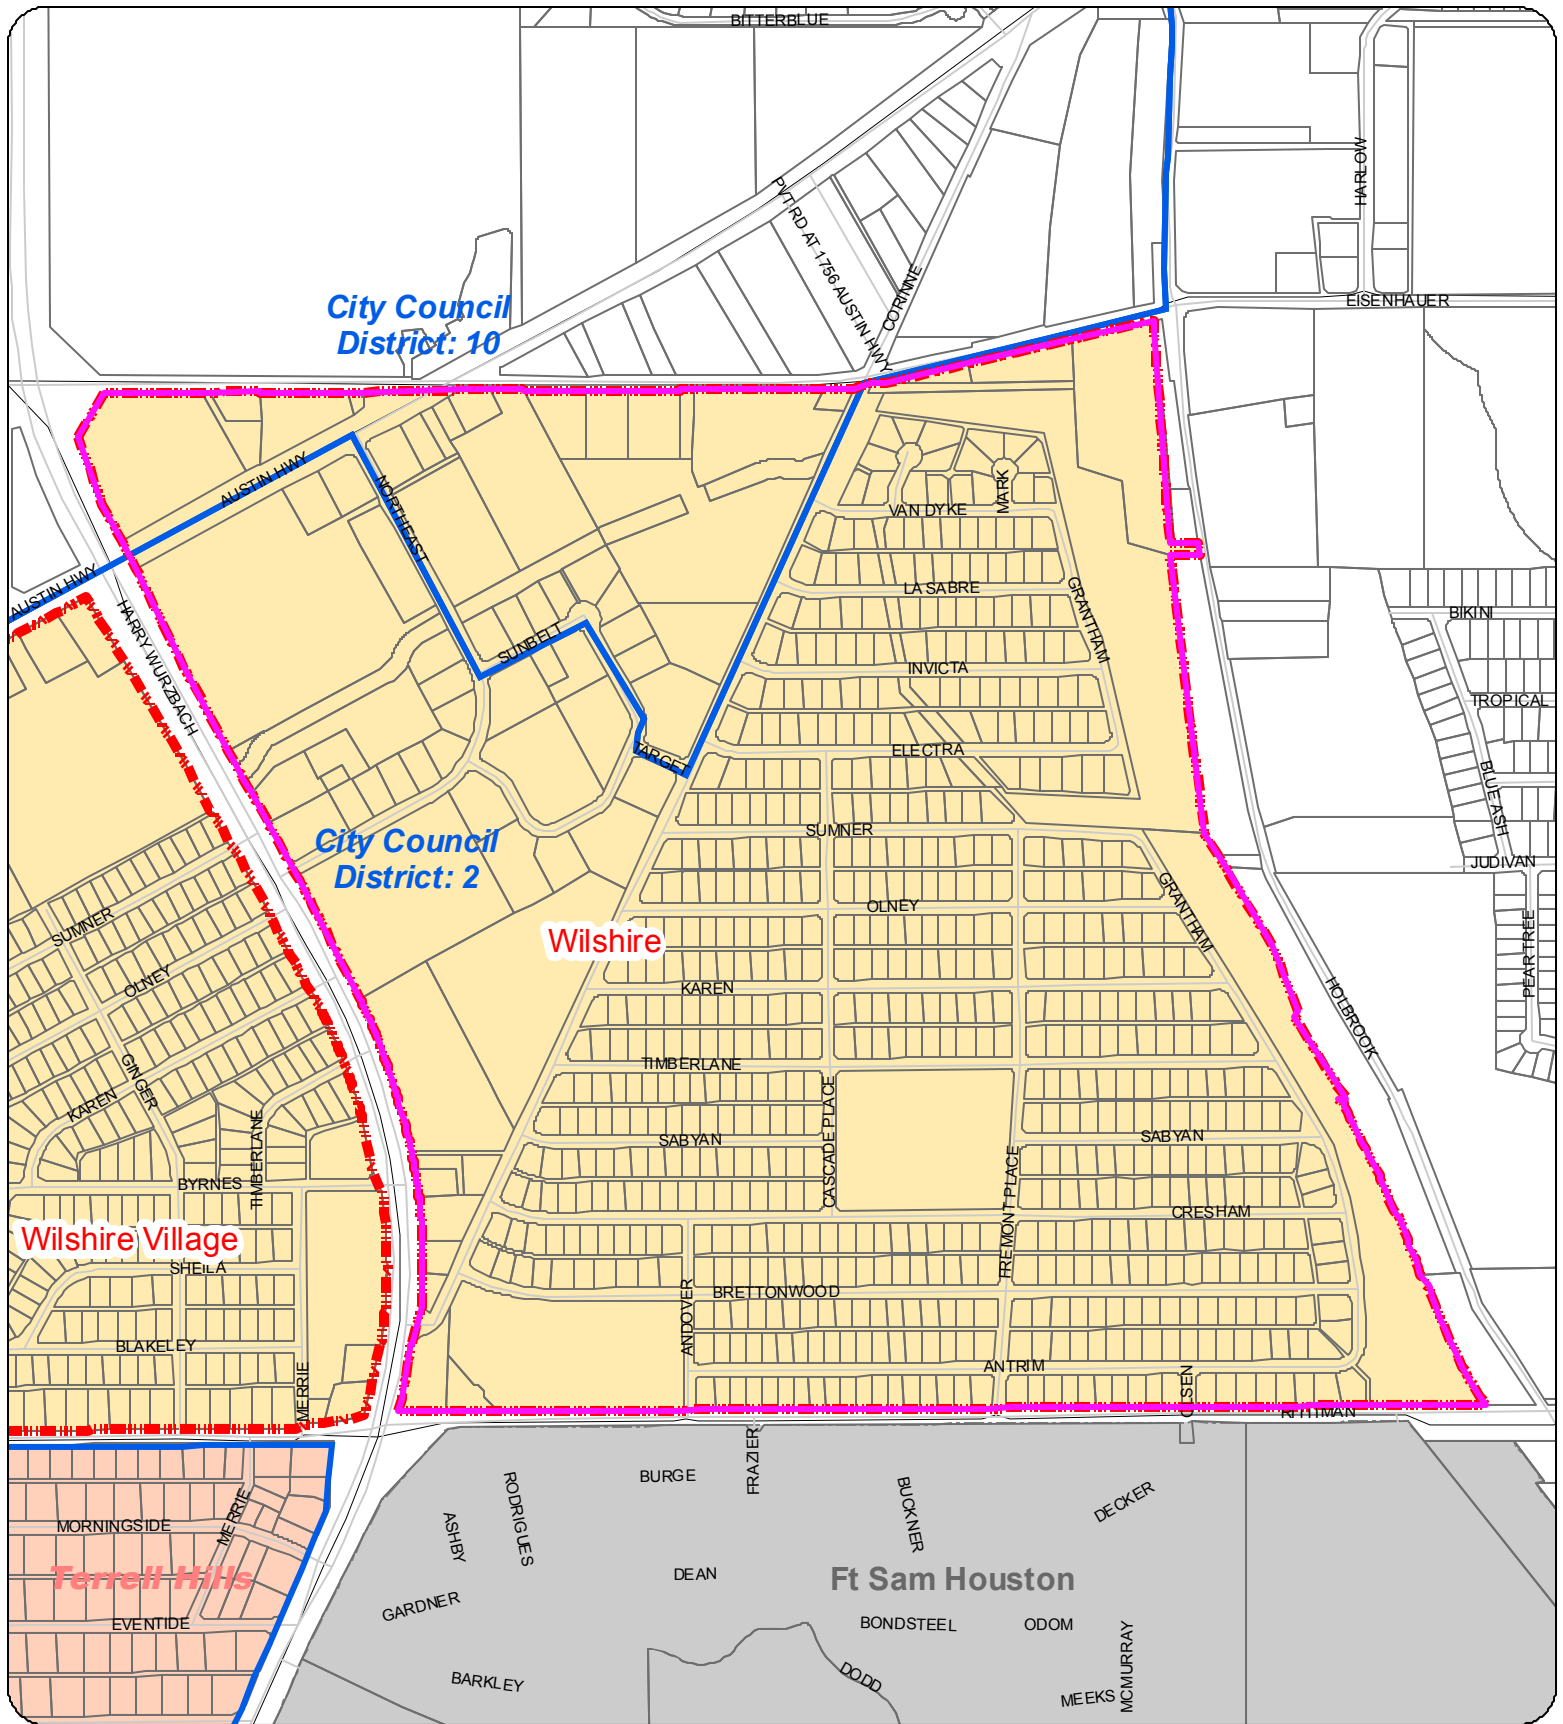 BITTERBLUE
HARLOW
PVT RD AT 1756 AUSTIN HWY
CORINNE
EISENHAUER
City Council
District: 10
AUSTIN HWY
NORTHEAST
VAN DYKE
MARK
AUSTIN HWY
HARRY WURZBACH
LA SABRE
GRANTHAM
BIKINI
SUNBELT
INVICTA
TROPICAL
TARGET
ELECTRA
BLUE ASH
City Council
District: 2
SUMNER
JUDIVAN
GRANTHAM
OLNEY
SUMNER
Wilshire
PEAR TREE
OLNEY
KAREN
HOLBROOK
GINGER
TIMBERLANE
KAREN
TIMBERLANE
CASCADE PLACE
SABYAN
SABYAN
BYRNES
FREMONT PLACE
CRESHAM
Wilshire Village
SHEILA
BRETTONWOOD
ANDOVER
BLAKELEY
ANTRIM
MERRIE
OLSEN
RITTIMAN
FRAZIER
BURGE
RODRIGUES
BUCKNER
DECKER
MERRIE
MORNINGSIDE
ASHBY
Terrell Hills
DEAN
Ft Sam Houston
GARDNER
EVENTIDE
BONDSTEEL
ODOM
MCMURRAY
BARKLEY
DODD
MEEKS